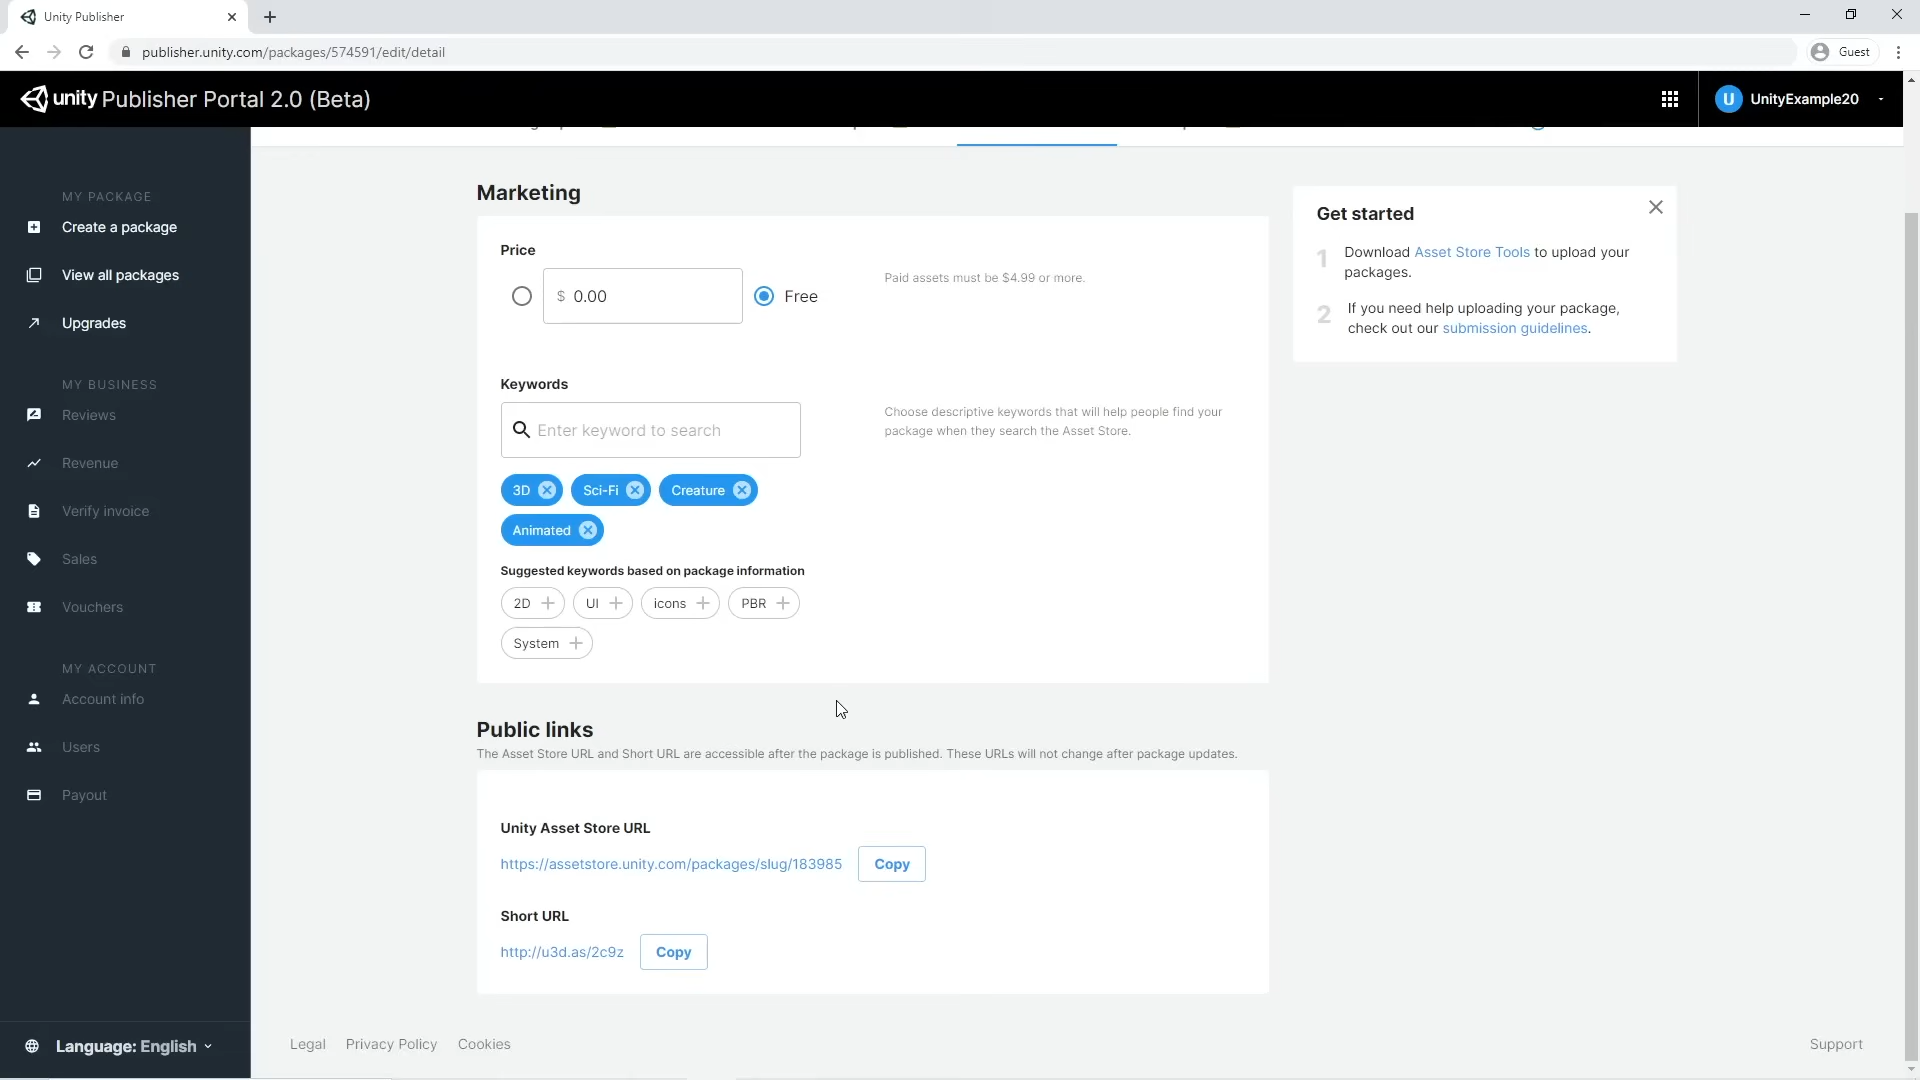 Unity Publisher
publisher.unity.com/packages/574591/edit/detail
Guest
unity Publisher Portal 2.0 (Beta)
U UnityExample20
MY PACKAGE
Create a package
View all packages
Upgrades
MY BUSINESS
Reviews
Revenue
Verify invoice
Sales
Vouchers
MY ACCOUNT
Account info
Users
Payout
Language: English
Marketing
Price
$ 0.00
Free
Paid assets must be $4.99 or more.
Keywords
Enter keyword to search
Choose descriptive keywords that will help people find your
package when they search the Asset Store.
3D Sci-Fi Creature
Animated
Suggested keywords based on package information
2D UI icons PBR
System
Public links
The Asset Store URL and Short URL are accessible after the package is published. These URLs will not change after package updates.
Unity Asset Store URL
https://assetstore.unity.com/packages/slug/183985 Copy
Short URL
http://u3d.as/2c9z Copy
Get started
1 Download Asset Store Tools to upload your
packages.
2 If you need help uploading your package,
check out our submission guidelines.
Legal Privacy Policy Cookies
Support